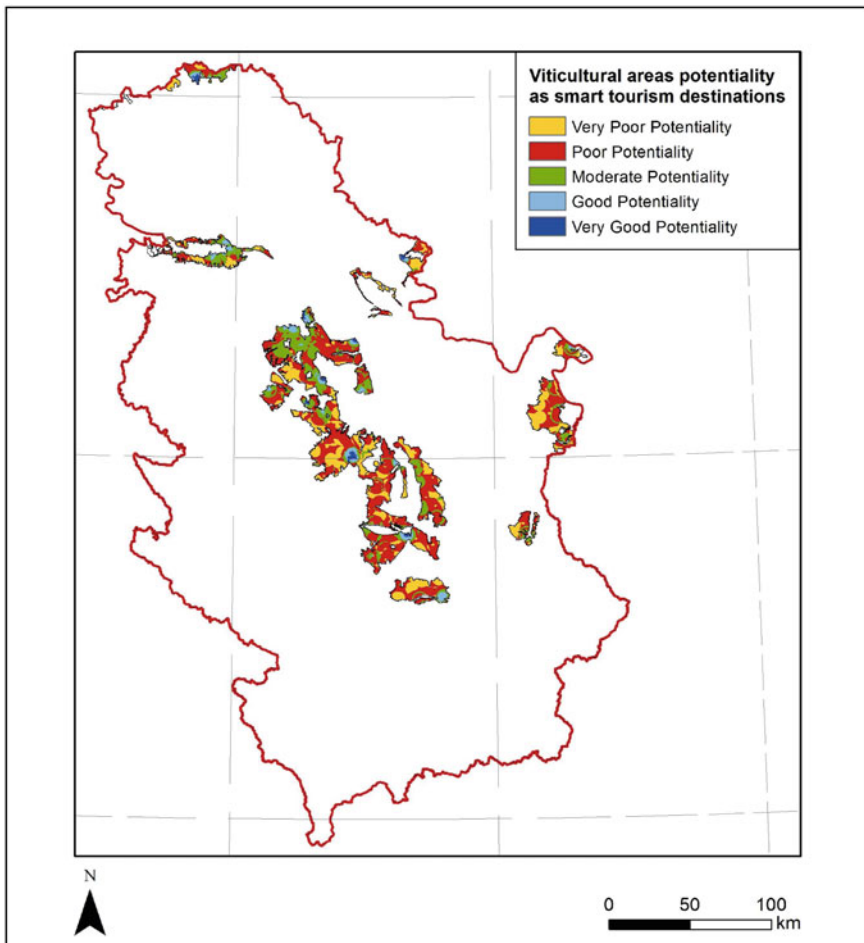 Viticultural areas potentiality
as smart tourism destinations
Very Poor Potentiality
Poor Potentiality
Moderate Potentiality
Good Potentiality
Very Good Potentiality
N
0 50 100
km